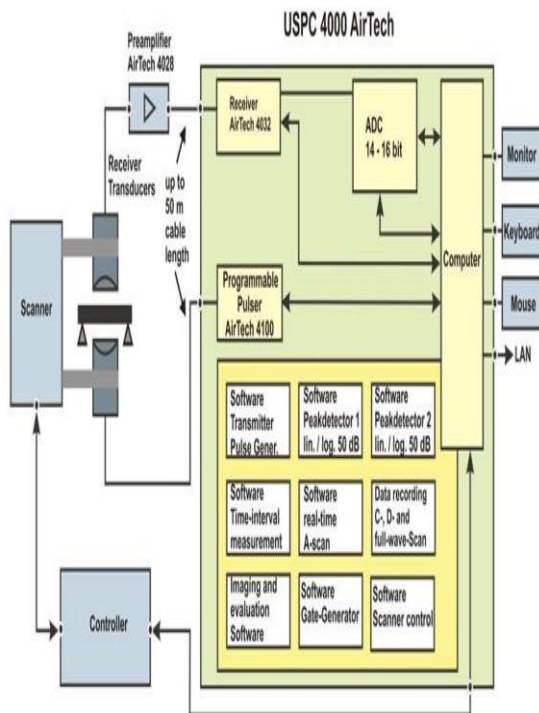 USPC 4000 AirTech
Preamplifier
AirTech 4028
Receiver
AirTech 4032
ADC
14 - 16 bit
Receiver
Transducers
up to
50 m
cable
length
Monitor
Keyboard
Computer
Scanner
Programmable
Pulser
AirTech 4100
Mouse
LAN
Software
Transmitter
Pulse Gener.
Software
Peakdetector 1
lin. / log. 50 dB
Software
Peakdetector 2
lin. / log. 50 dB
Software
Time-interval
measurement
Software
real-time
A-scan
Data recording
C-, D- and
full-wave-Scan
Imaging and
evaluation
Software
Software
Gate-Generator
Software
Scanner control
Controller